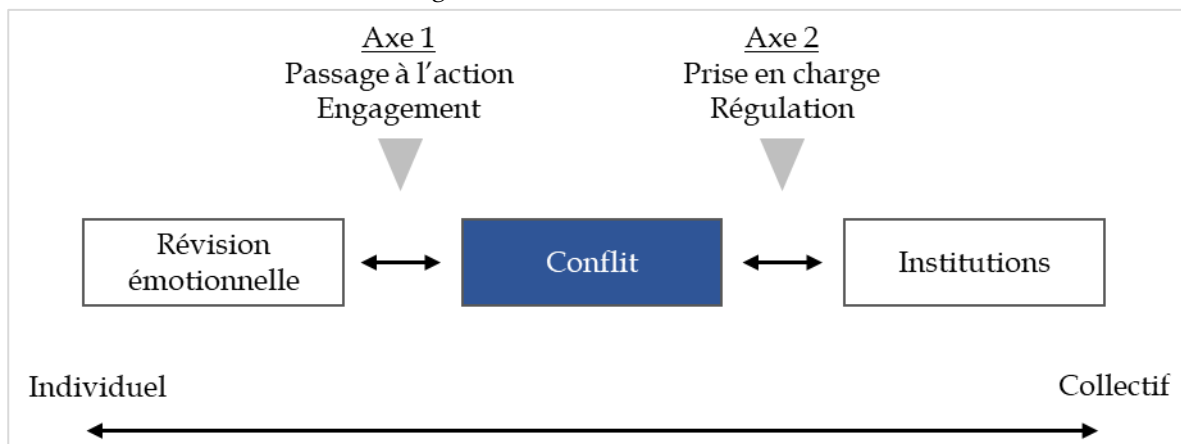 Axe 1
Passage à l'action
Engagement
Axe 2
Prise en charge
Régulation
Révision
émotionnelle
Conflit
Institutions
Individuel
Collectif